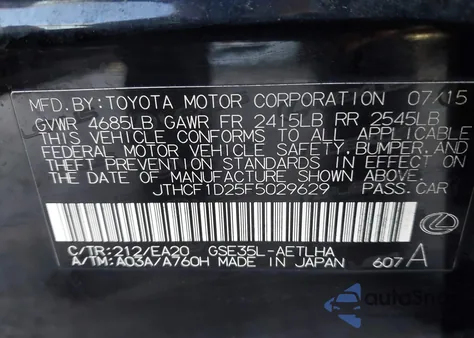 MFD.BY:TOYOTA MOTOR CORPORATION 07/15
GVWR 4685LB GAWR FR 2415LB RR 2545LB
THIS VEHICLE CONFORMS TO ALL APPLICABLE
FEDERAL MOTOR VEHICLE SAFETY,BUMPER,AND
THEFT PREVENTION STANDARDS IN EFFECT ON
THE DATE OF MANUFACTURE SHOWN ABOVE.
JTHCF1D25F5029629 PASS.CAR
C/TR:212/EA20 GSE35L-AETLHA
A/TM:A03A/A760H MADE IN JAPAN 607 A